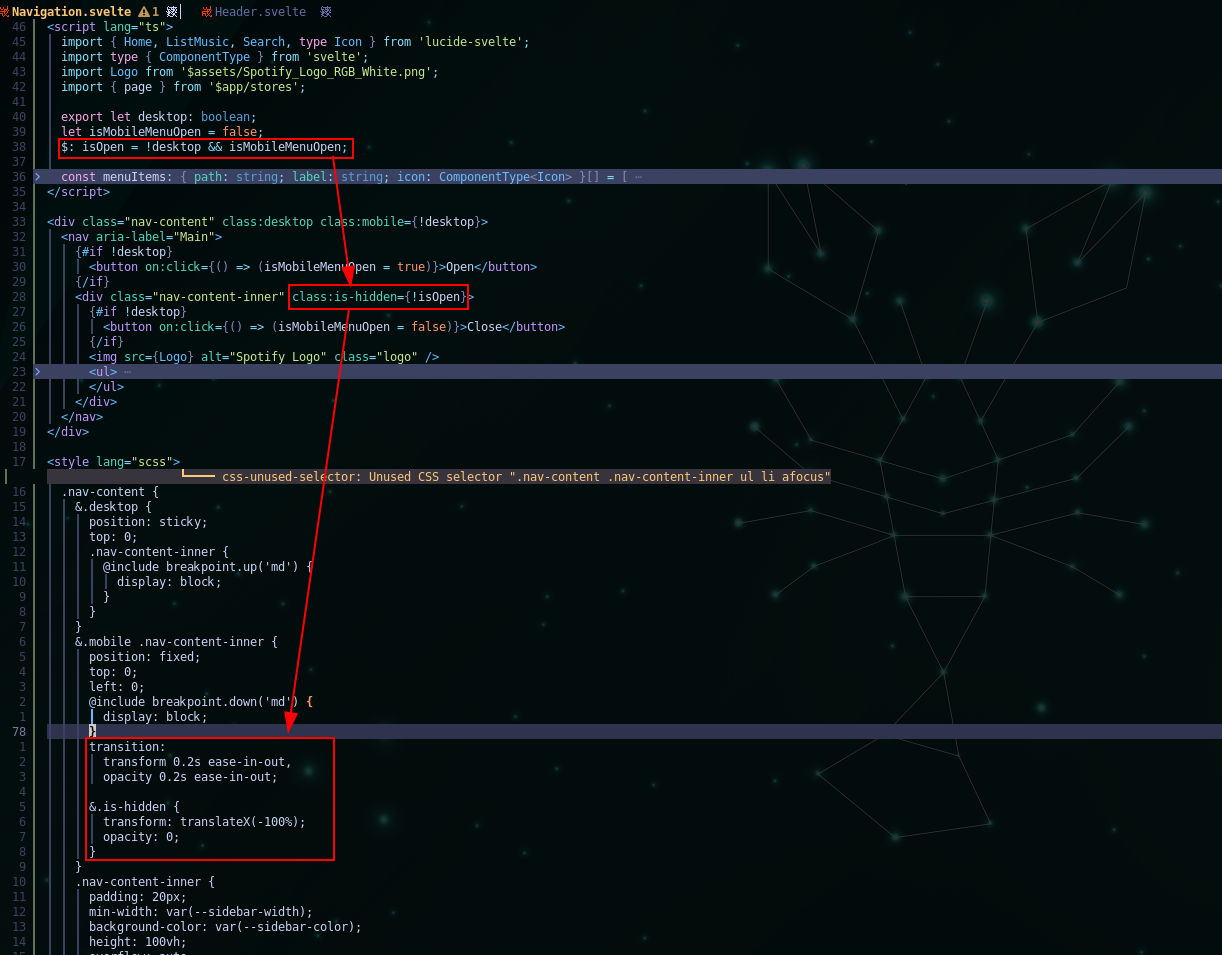 Navigation.svelte 1 Header.svelte
46 <script lang="ts">
45 import { Home, ListMusic, Search, type Icon } from 'lucide-svelte';
44 import type { ComponentType } from 'svelte';
43 import Logo from '$assets/Spotify_Logo_RGB_White.png';
42 import { page } from '$app/stores';
41
40 export let desktop: boolean;
39 let isMobileMenuOpen = false;
38 $: isOpen = !desktop && isMobileMenuOpen;
37
36 const menuItems: { path: string; label: string; icon: ComponentType<Icon> }[] = [ ⋯
35 </script>
34
33 <div class="nav-content" class:desktop class:mobile={!desktop}>
32 <nav aria-label="Main">
31 {#if !desktop}
30 <button on:click={() => (isMobileMenuOpen = true)}>Open</button>
29 {/if}
28 <div class="nav-content-inner" class:is-hidden={!isOpen}>
27 {#if !desktop}
26 <button on:click={() => (isMobileMenuOpen = false)}>Close</button>
25 {/if}
24 <img src={Logo} alt="Spotify Logo" class="logo" />
23 <ul> ⋯
22 </ul>
21 </div>
20 </nav>
19 </div>
18
17 <style lang="scss">
css-unused-selector: Unused CSS selector ".nav-content .nav-content-inner ul li afocus"
16 .nav-content {
15 &.desktop {
14 position: sticky;
13 top: 0;
12 .nav-content-inner {
11 @include breakpoint.up('md') {
10 display: block;
9 }
8 }
7 }
6 &.mobile .nav-content-inner {
5 position: fixed;
4 top: 0;
3 left: 0;
2 @include breakpoint.down('md') {
1 display: block;
78 }
1 transition:
2 transform 0.2s ease-in-out,
3 opacity 0.2s ease-in-out;
4
5 &.is-hidden {
6 transform: translateX(-100%);
7 opacity: 0;
8 }
9 }
10 .nav-content-inner {
11 padding: 20px;
12 min-width: var(--sidebar-width);
13 background-color: var(--sidebar-color);
14 height: 100vh;